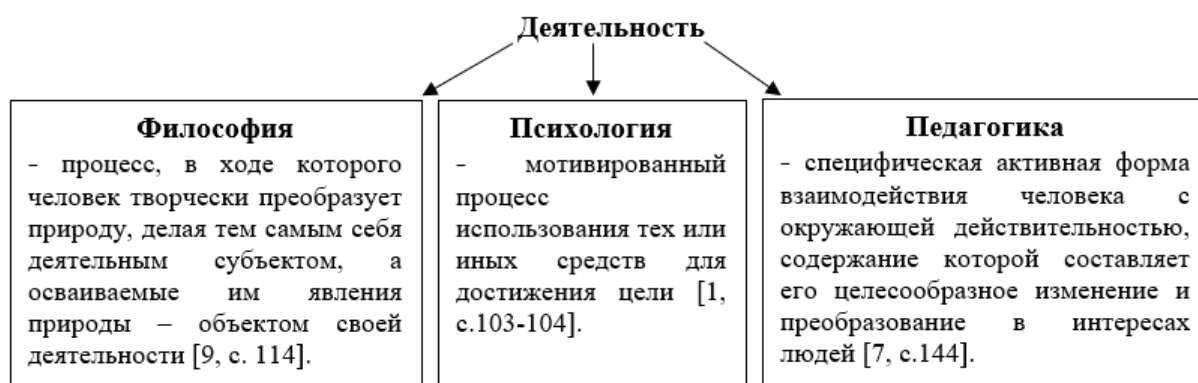 Деятельность
Философия
- процесс, в ходе которого
человек творчески преобразует
природу, делая тем самым себя
деятельным субъектом, а
осваиваемые им явления
природы – объектом своей
деятельности [9, с. 114].
Психология
- мотивированный
процесс
использования тех или
иных средств для
достижения цели [1,
с.103-104].
Педагогика
- специфическая активная форма
взаимодействия человека с
окружающей действительностью,
содержание которой составляет
его целесообразное изменение и
преобразование в интересах
людей [7, с.144].